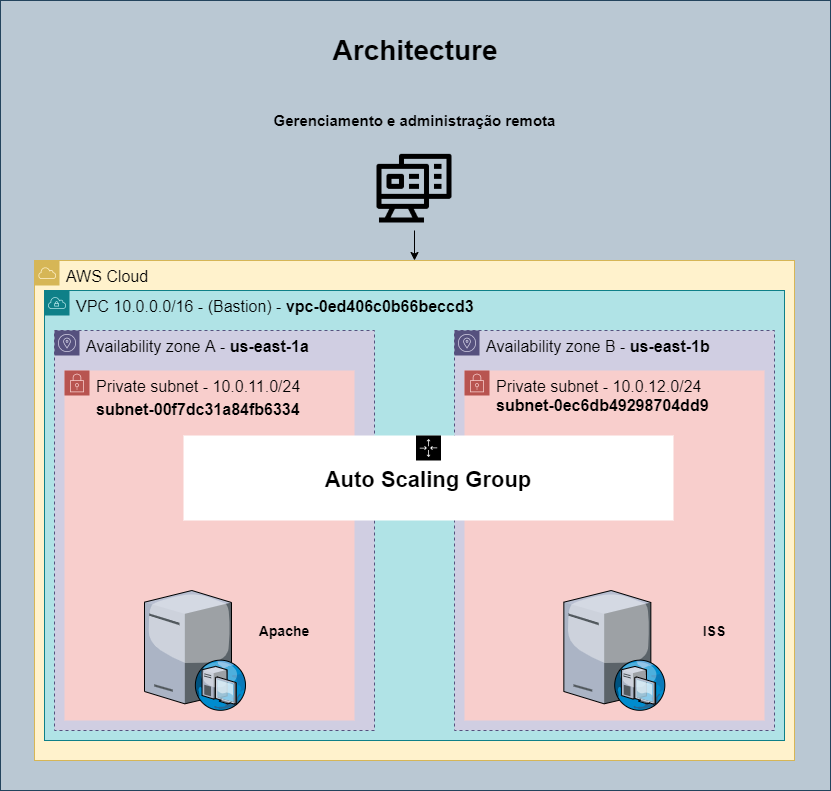 Architecture
Gerenciamento e administração remota
AWS Cloud
VPC 10.0.0.0/16 - (Bastion) - vpc-0ed406c0b66beccd3
Availability zone A - us-east-1a
Private subnet - 10.0.11.0/24
subnet-00f7dc31a84fb6334
Availability zone B - us-east-1b
Private subnet - 10.0.12.0/24
subnet-0ec6db49298704dd9
Auto Scaling Group
Apache
ISS